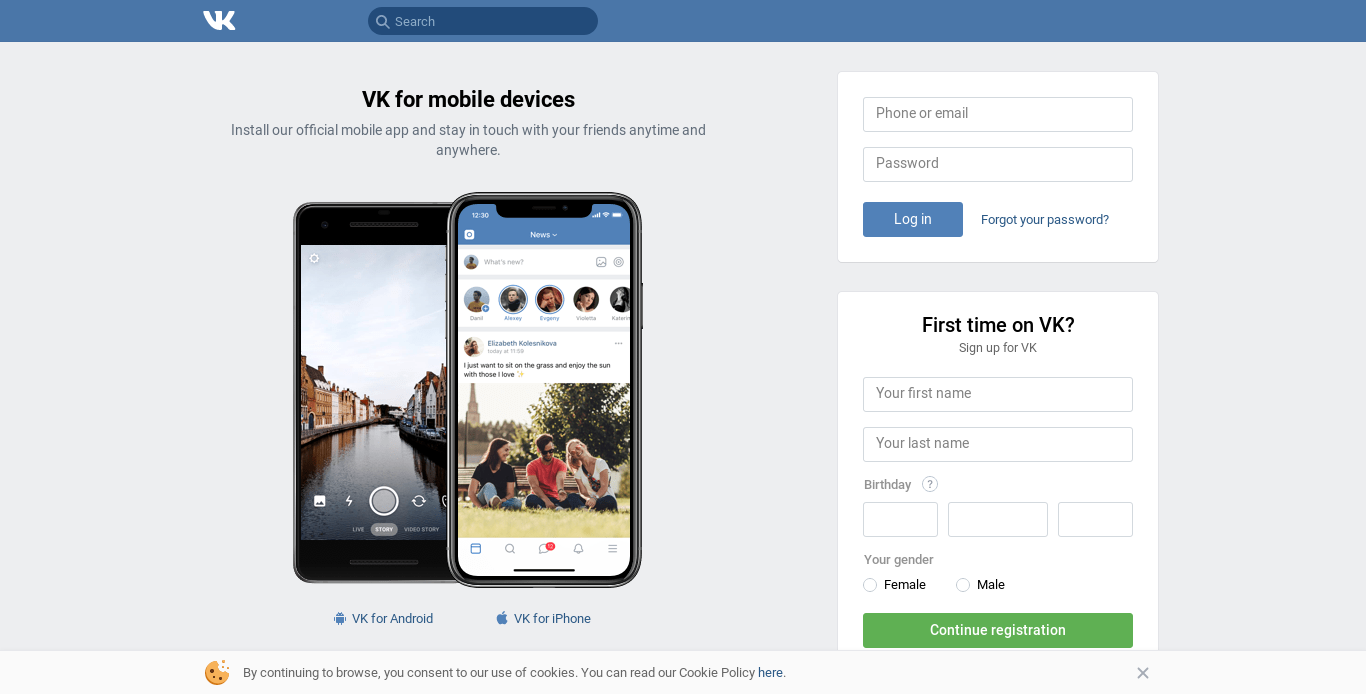 VK
Search
VK for mobile devices
Install our official mobile app and stay in touch with your friends anytime and
anywhere.
12:30
News
What's new?
Danil
Alexey
Evgeny
Violetta
Elizabeth Kolesnikova
today at 11:59
I just want to sit on the grass and enjoy the sun
with those I love ✨
LIVE
STORY
VIDEO STORY
VK for Android
VK for iPhone
Phone or email
Password
Log in
Forgot your password?
First time on VK?
Sign up for VK
Your first name
Your last name
Birthday ?
Your gender
Female
Male
Continue registration
By continuing to browse, you consent to our use of cookies. You can read our Cookie Policy here.